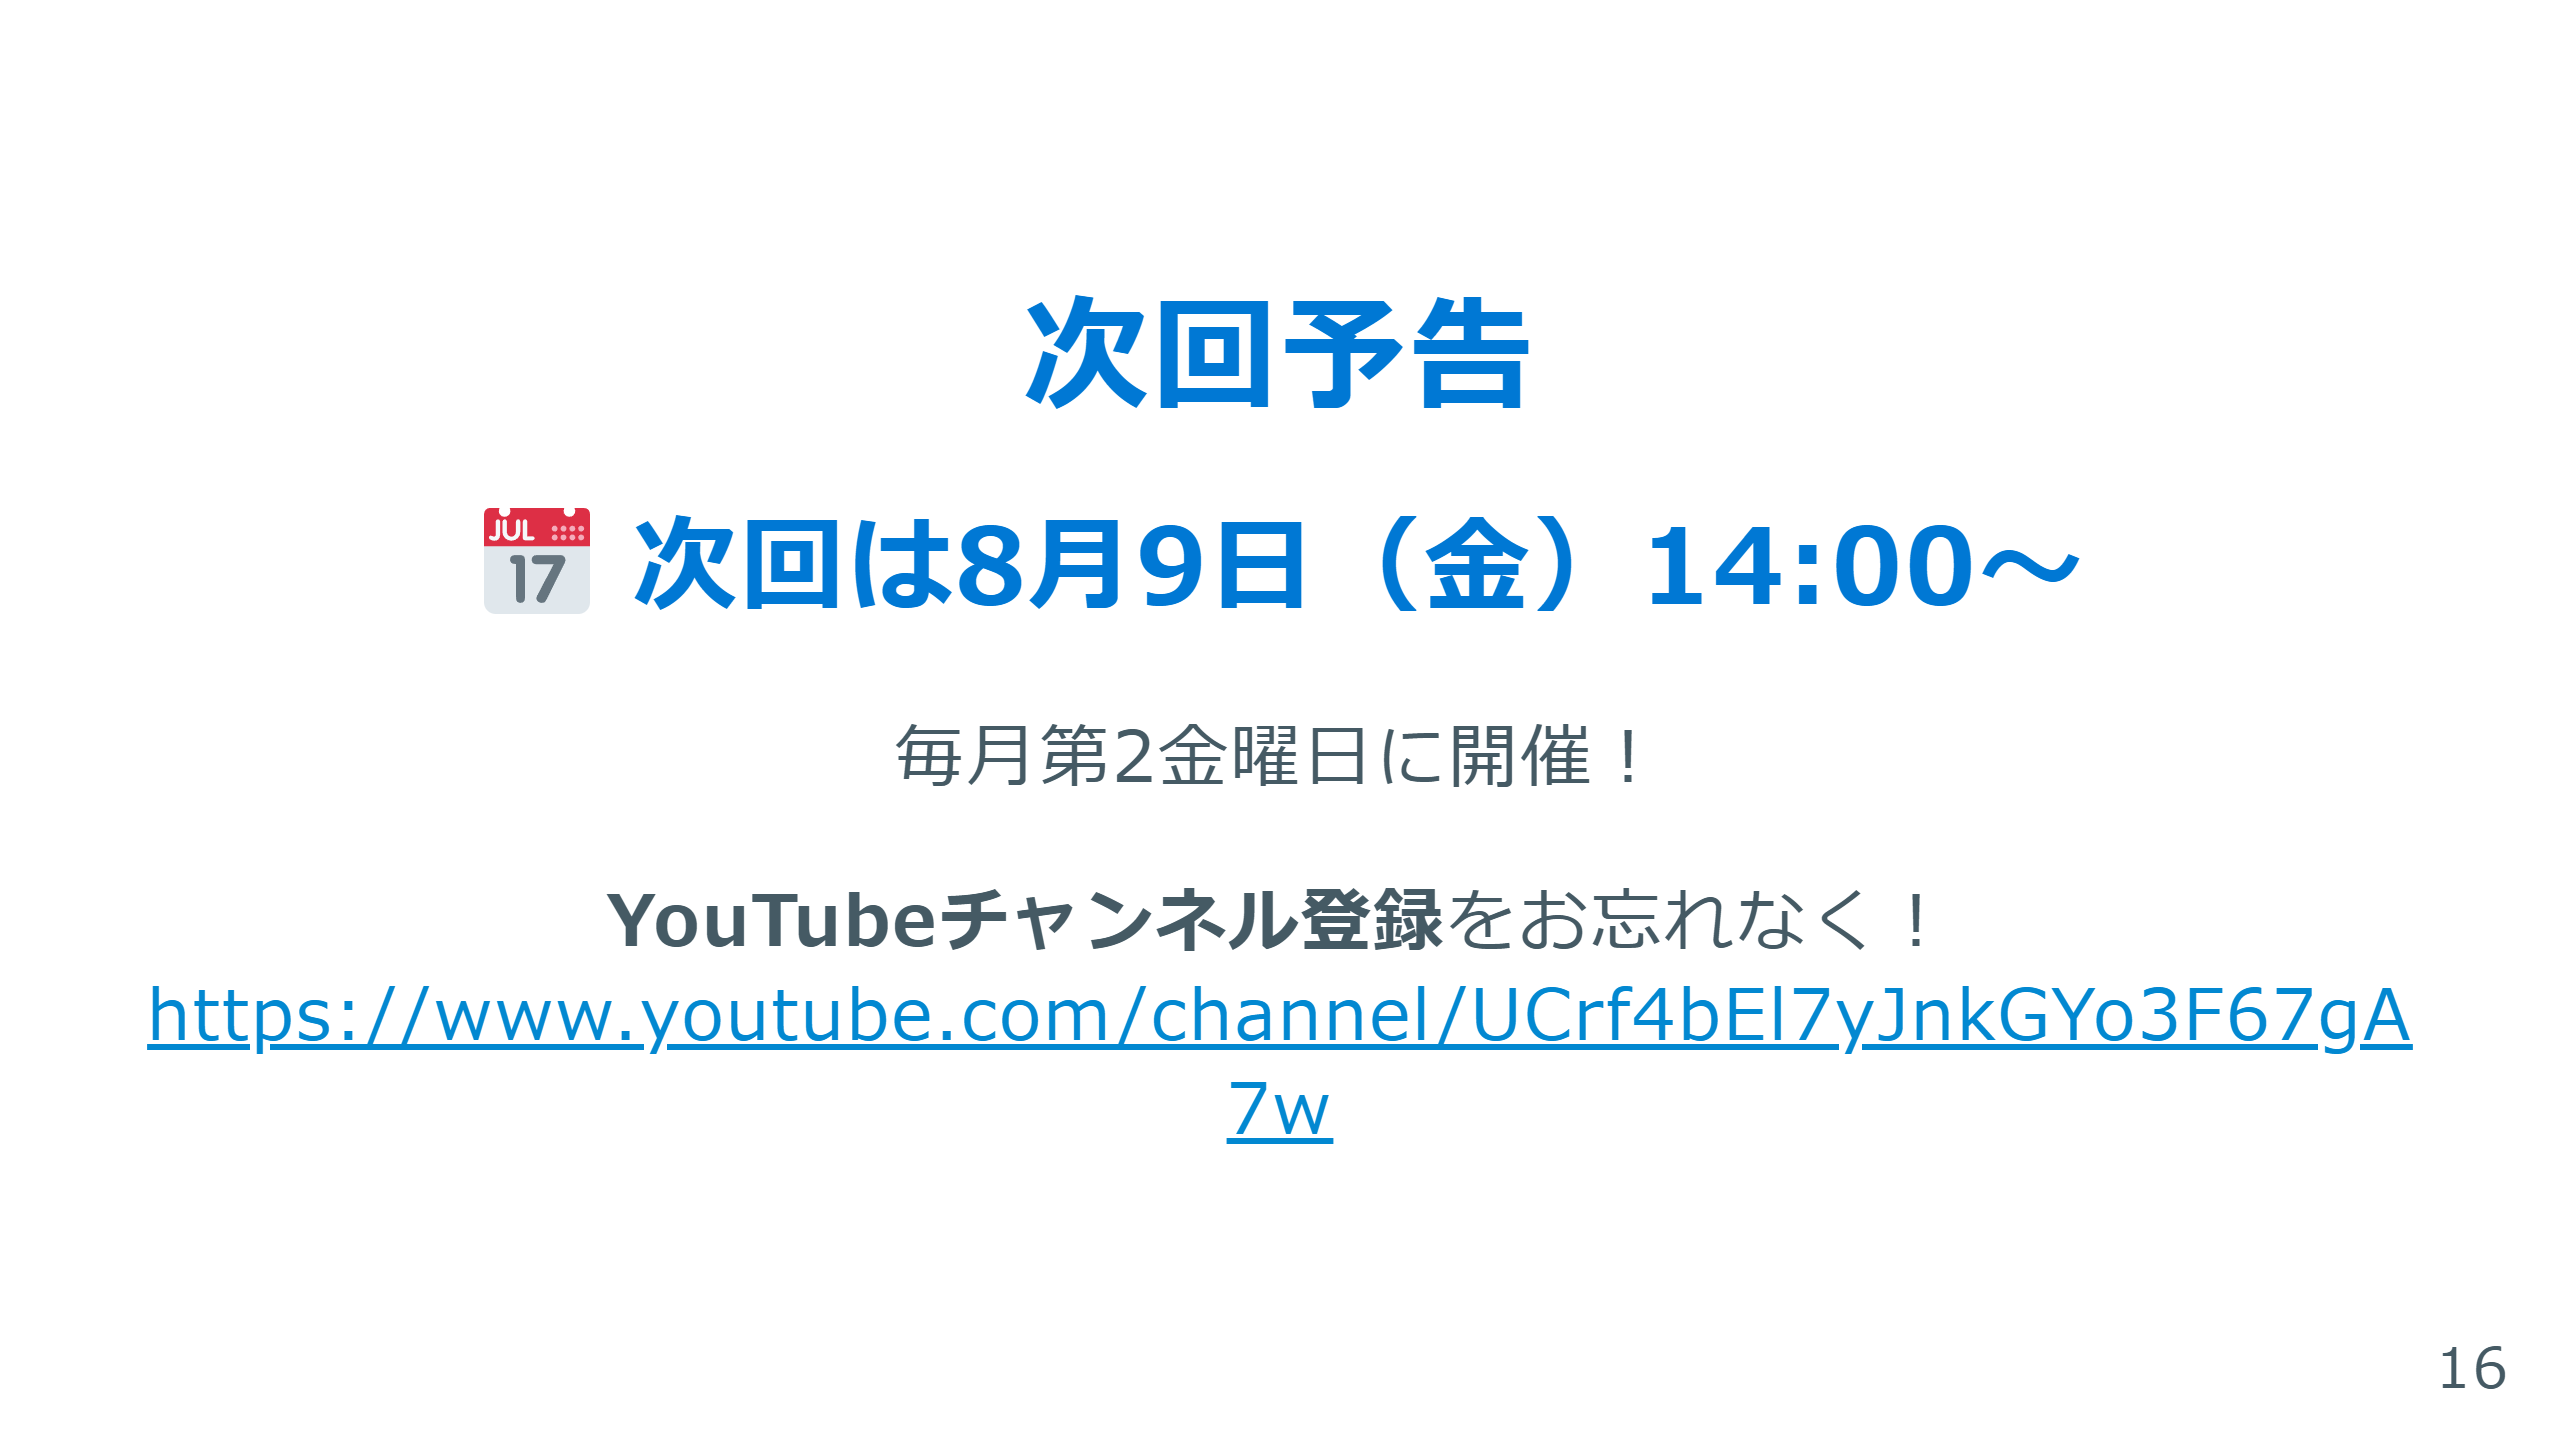 次回予告
JUL
17
次回は8月9日（金）14:00～
毎月第2金曜日に開催！
YouTubeチャンネル登録をお忘れなく！
https://www.youtube.com/channel/UCrf4bEl7yJnkGYo3F67gA
7w
16